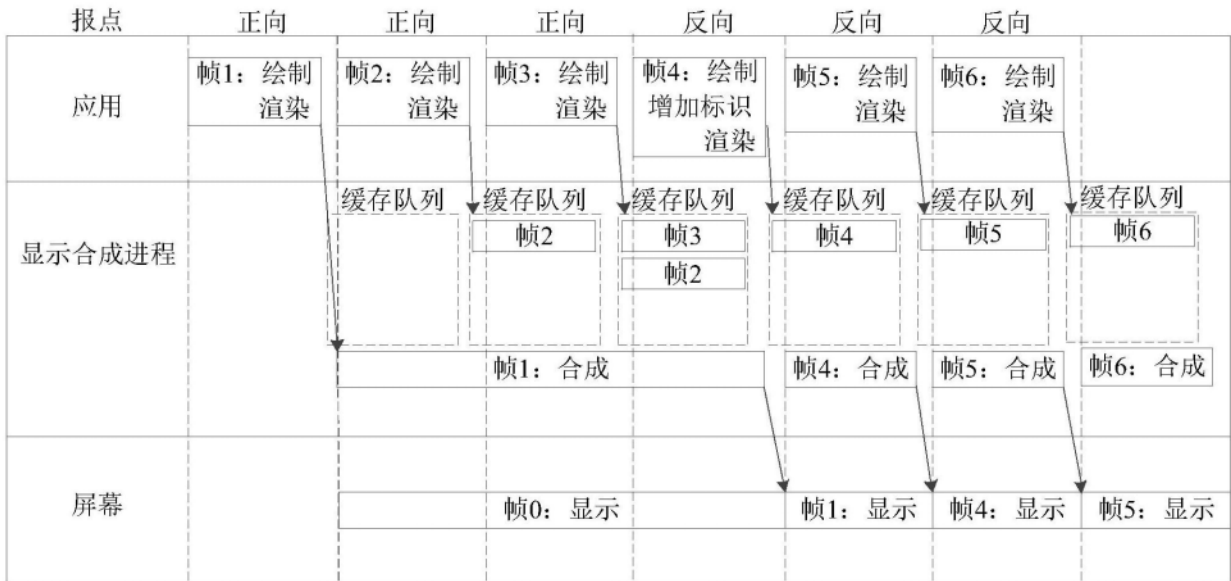 报点 正向 正向 正向 反向 反向 反向
帧1：绘制 帧2：绘制 帧3：绘制 帧4：绘制 帧5：绘制 帧6：绘制
应用 渲染 渲染 渲染 增加标识 渲染 渲染
渲染
缓存队列 缓存队列 缓存队列 缓存队列 缓存队列 缓存队列
帧2 帧3 帧4 帧5 帧6
显示合成进程 帧2
帧1：合成 帧4：合成 帧5：合成 帧6：合成
屏幕 帧0：显示 帧1：显示 帧4：显示 帧5：显示